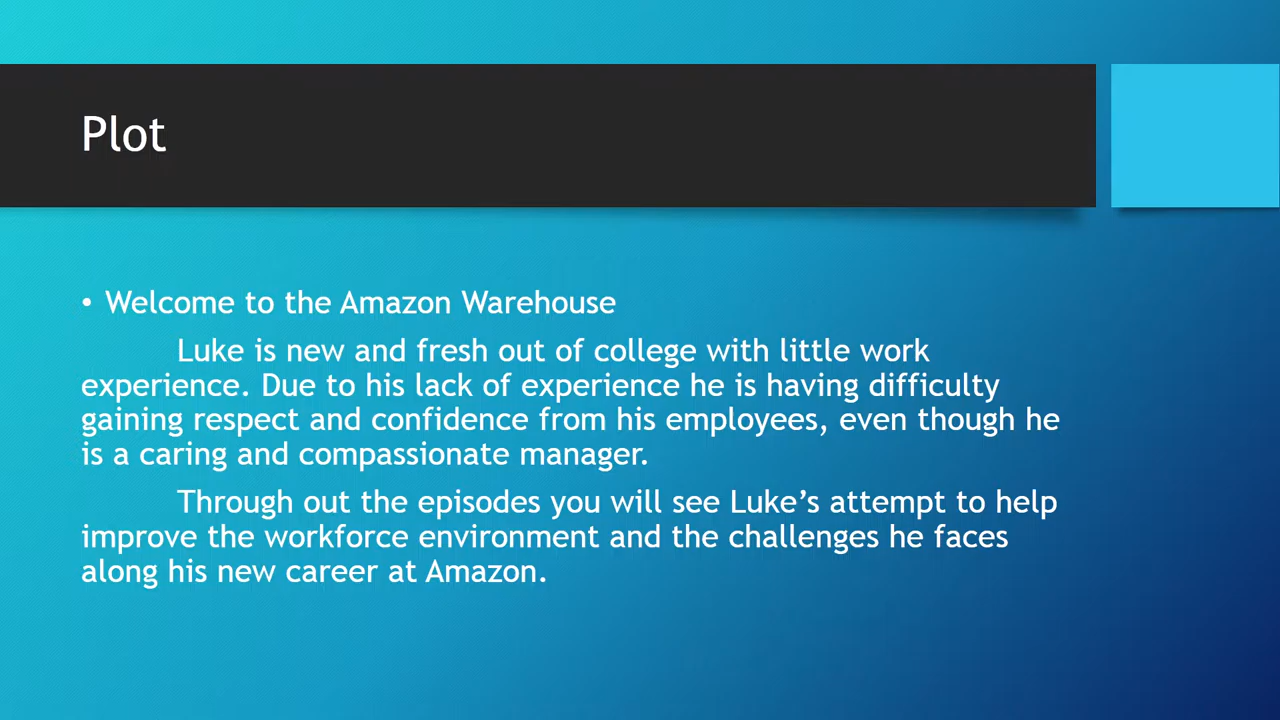 Plot
• Welcome to the Amazon Warehouse
Luke is new and fresh out of college with little work
experience. Due to his lack of experience he is having difficulty
gaining respect and confidence from his employees, even though he
is a caring and compassionate manager.
Through out the episodes you will see Luke’s attempt to help
improve the workforce environment and the challenges he faces
along his new career at Amazon.